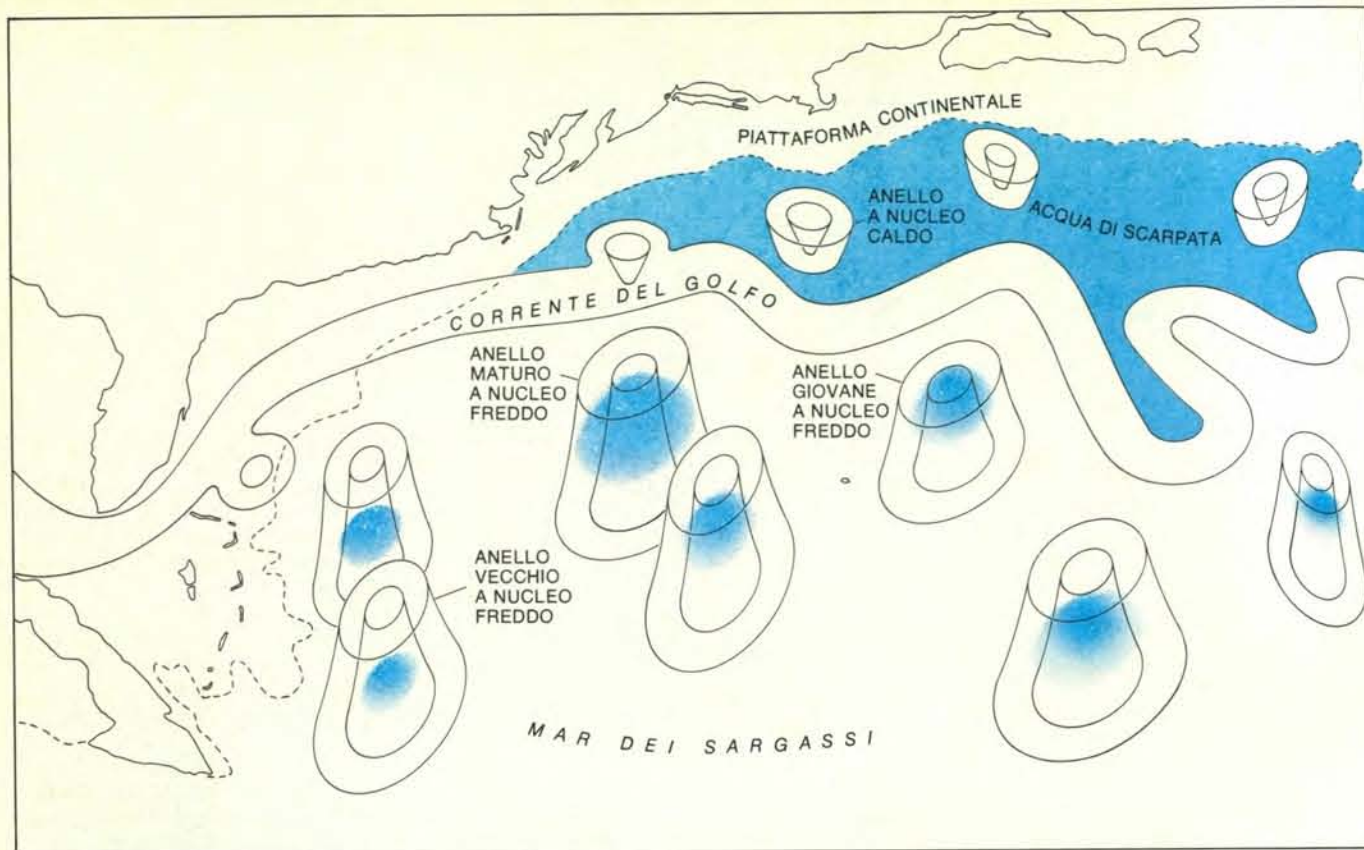 PIATTAFORMA CONTINENTALE
ANELLO
A NUCLEO
CALDO
ACQUA DI SCARPATA
CORRENTE DEL GOLFO
ANELLO
MATURO
A NUCLEO
FREDDO
ANELLO
GIOVANE
A NUCLEO
FREDDO
ANELLO
VECCHIO
A NUCLEO
FREDDO
MAR DEI SARGASSI